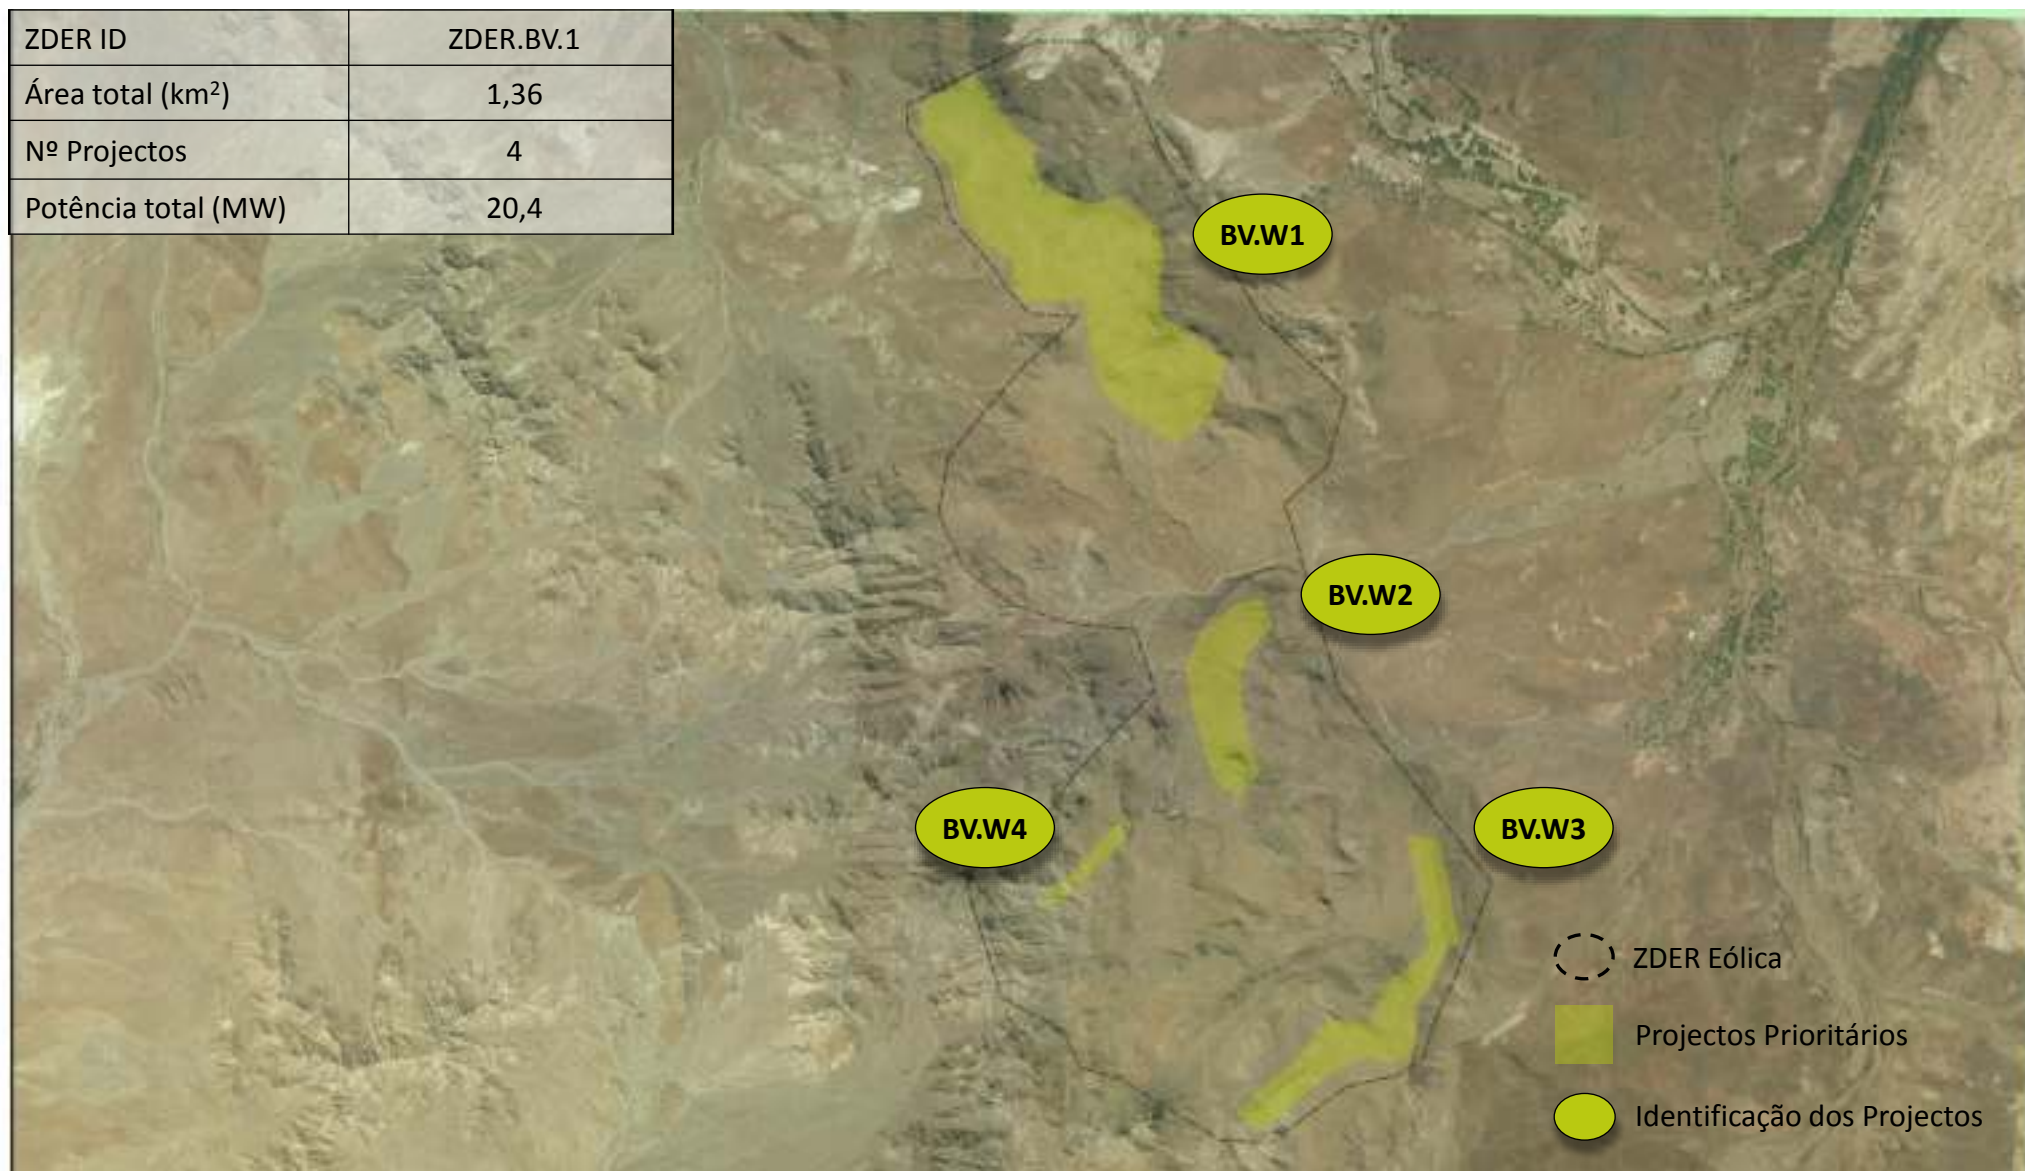 ZDER ID ZDER.BV.1
Área total (km²) 1,36
Nº Projectos 4
Potência total (MW) 20,4
BV.W1
BV.W2
BV.W4
BV.W3
ZDER Eólica
Projectos Prioritários
Identificação dos Projectos